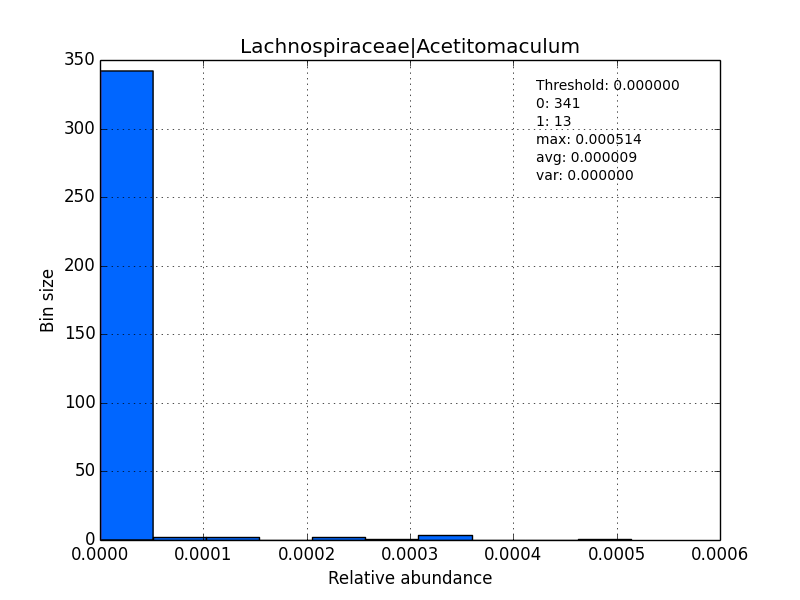 Lachnospiraceae|Acetitomaculum
Threshold: 0.000000
0: 341
1: 13
max: 0.000514
avg: 0.000009
var: 0.000000
350
300
250
200
150
100
50
0
Bin size
0.0000 0.0001 0.0002 0.0003 0.0004 0.0005 0.0006
Relative abundance